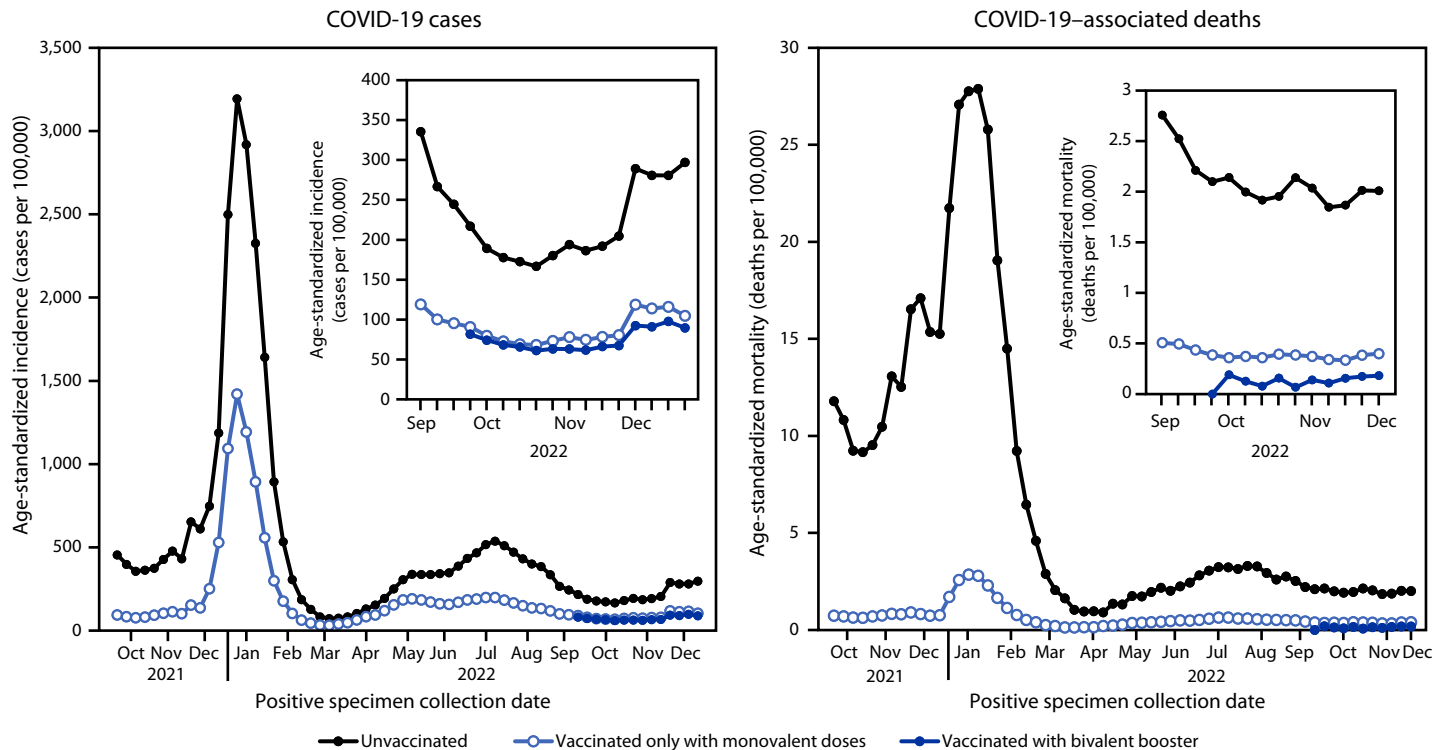 COVID-19 cases
Age-standardized incidence (cases per 100,000)
3,500
3,000
2,500
2,000
1,500
1,000
500
0
Oct Nov Dec Jan Feb Mar Apr May Jun Jul Aug Sep Oct Nov Dec
2021 2022
Positive specimen collection date
Age-standardized incidence
(cases per 100,000)
400
350
300
250
200
150
100
50
0
Sep Oct Nov Dec
2022
COVID-19–associated deaths
Age-standardized mortality (deaths per 100,000)
30
25
20
15
10
5
0
Oct Nov Dec Jan Feb Mar Apr May Jun Jul Aug Sep Oct Nov Dec
2021 2022
Positive specimen collection date
Age-standardized mortality
(deaths per 100,000)
3
2.5
2
1.5
1
0.5
0
Sep Oct Nov Dec
2022
Unvaccinated Vaccinated only with monovalent doses Vaccinated with bivalent booster